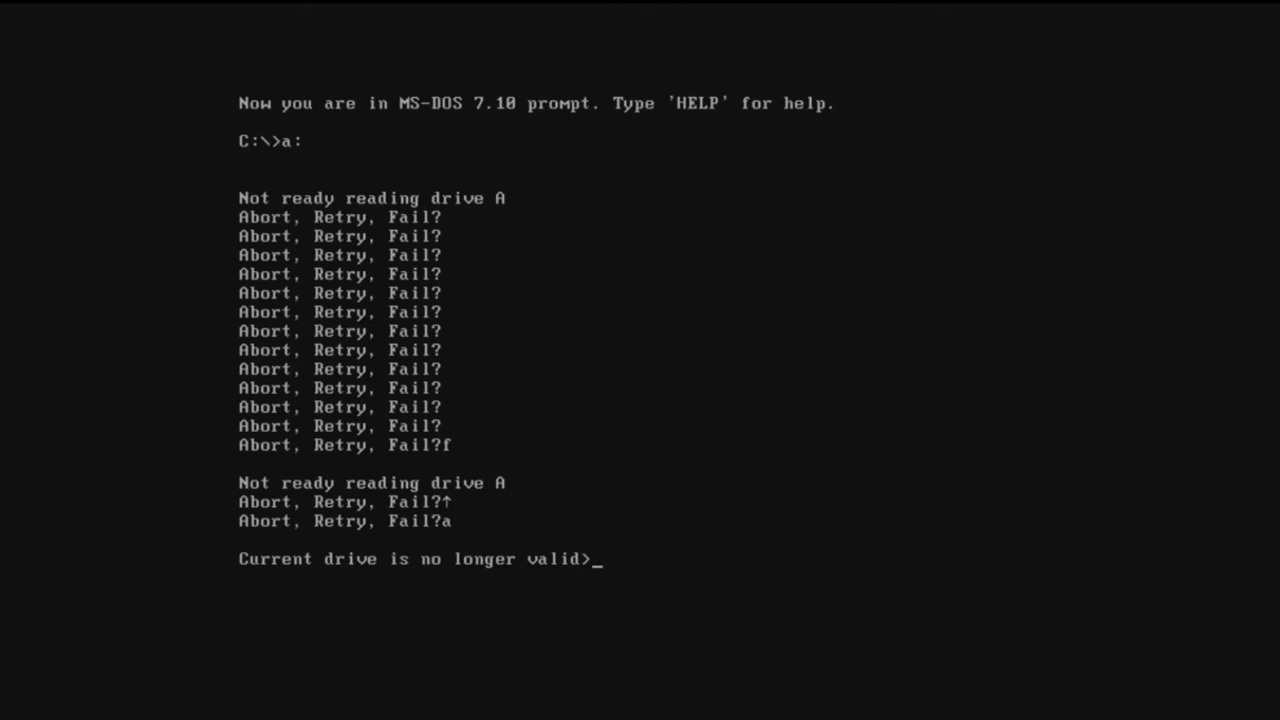 Now you are in MS-DOS 7.10 prompt. Type 'HELP' for help.
C:\>a:
Not ready reading drive A
Abort, Retry, Fail?
Abort, Retry, Fail?
Abort, Retry, Fail?
Abort, Retry, Fail?
Abort, Retry, Fail?
Abort, Retry, Fail?
Abort, Retry, Fail?
Abort, Retry, Fail?
Abort, Retry, Fail?
Abort, Retry, Fail?
Abort, Retry, Fail?
Abort, Retry, Fail?
Abort, Retry, Fail?f
Not ready reading drive A
Abort, Retry, Fail?↑
Abort, Retry, Fail?a
Current drive is no longer valid>_